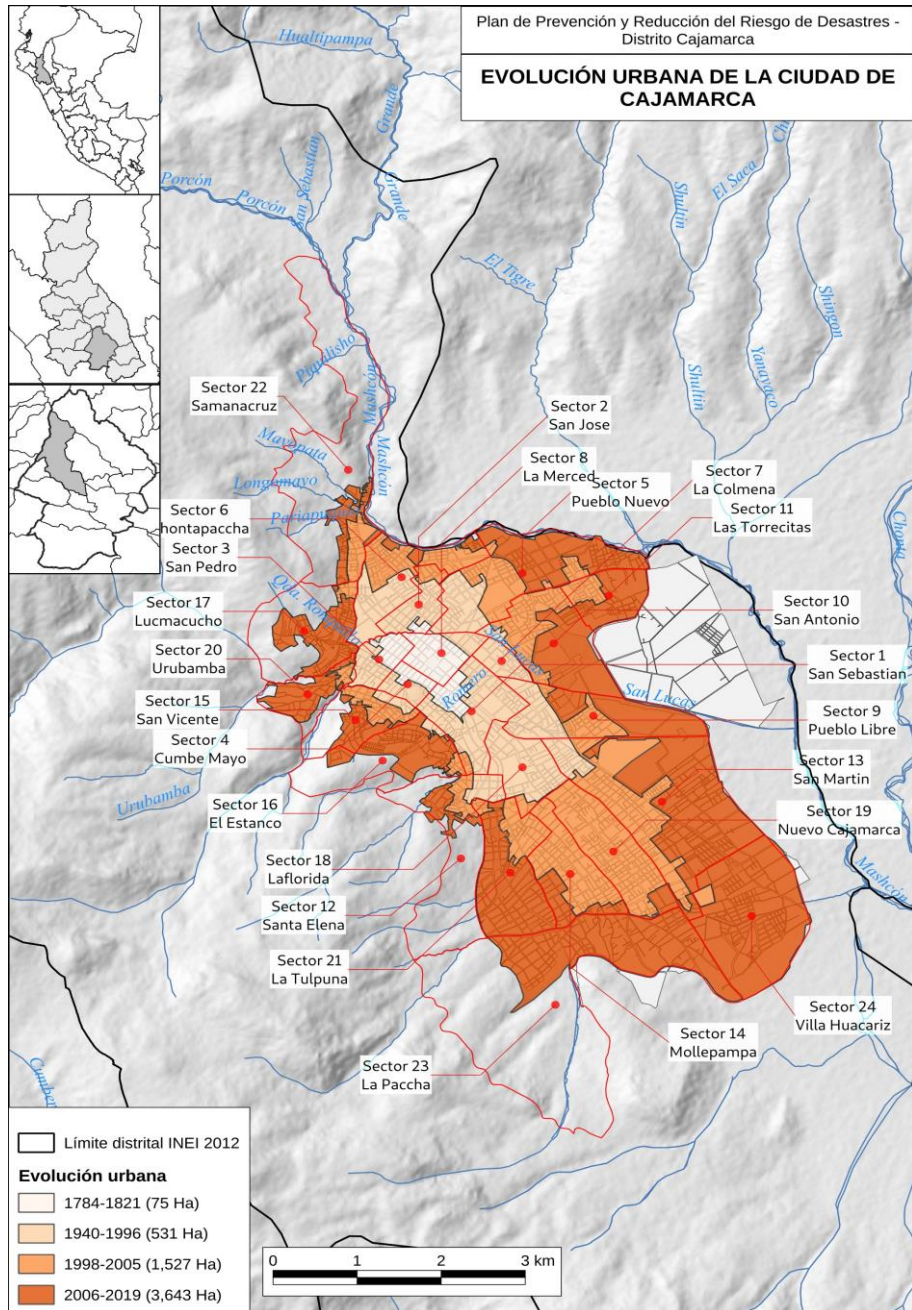 Plan de Prevención y Reducción del Riesgo de Desastres -
Distrito Cajamarca
EVOLUCIÓN URBANA DE LA CIUDAD DE
CAJAMARCA
Hualtipampa
Grande
Grande
San Sebastian
Porcón
Porcón
El Saca
Shultin
El Tigre
Shingon
Shultin
Yanayaco
Piquilisho
Mashcón
Mashcón
Sector 22
Samanacruz
Sector 2
San Jose
Mayopata
Sector 8
La Merced
Sector 5
Pueblo Nuevo
Sector 7
La Colmena
Longomayo
Sector 6
hontapaccha
Sector 11
Las Torrecitas
Chonta
Sector 3
San Pedro
Sector 17
Lucmacucho
Sector 10
San Antonio
Sector 20
Urubamba
Sector 1
San Sebastian
San Lucas
Sector 15
San Vicente
Sector 9
Pueblo Libre
Sector 4
Cumbe Mayo
Sector 13
San Martin
Urubamba
Sector 16
El Estanco
Sector 19
Nuevo Cajamarca
Sector 18
Laflorida
Mashcón
Sector 12
Santa Elena
Sector 21
La Tulpuna
Sector 24
Villa Huacariz
Sector 14
Mollepampa
Sector 23
La Paccha
Límite distrital INEI 2012
Evolución urbana
1784-1821 (75 Ha)
1940-1996 (531 Ha)
1998-2005 (1,527 Ha)
2006-2019 (3,643 Ha)
0 1 2 3 km